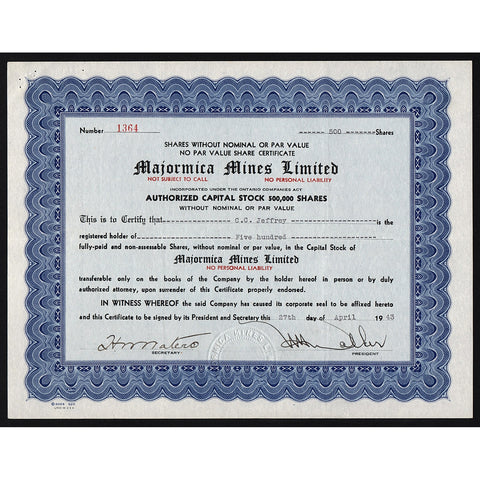 Number 1364 -------- 500 --------Shares
SHARES WITHOUT NOMINAL OR PAR VALUE
NO PAR VALUE SHARE CERTIFICATE
Majormica Mines Limited
NOT SUBJECT TO CALL NO PERSONAL LIABILITY
INCORPORATED UNDER THE ONTARIO COMPANIES ACT
AUTHORIZED CAPITAL STOCK 500,000 SHARES
WITHOUT NOMINAL OR PAR VALUE
This is to Certify that C.C. Jeffrey is the
registered holder of Five hundred
fully-paid and non-assessable Shares, without nominal or par value, in the Capital Stock of
Majormica Mines Limited
NO PERSONAL LIABILITY
transferable only on the books of the Company by the holder hereof in person or by duly
authorized attorney, upon surrender of this Certificate properly endorsed.
IN WITNESS WHEREOF the said Company has caused its corporate seal to be affixed hereto
and this Certificate to be signed by its President and Secretary this 27th day of April 1943
MINES
SECRETARY PRESIDENT